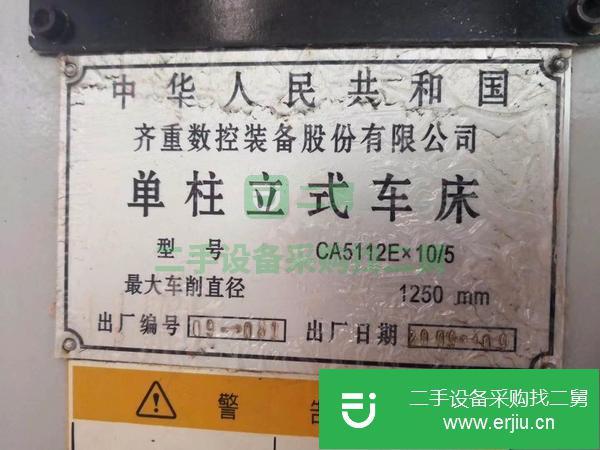 中华人民共和国
齐重数控装备股份有限公司
单柱立式车床
二舅
型号 CA5112E×10/5
二手设备采购找二舅
最大车削直径 1250 mm
出厂编号 出厂日期
警告
二手设备采购找二舅
www.erjiu.cn